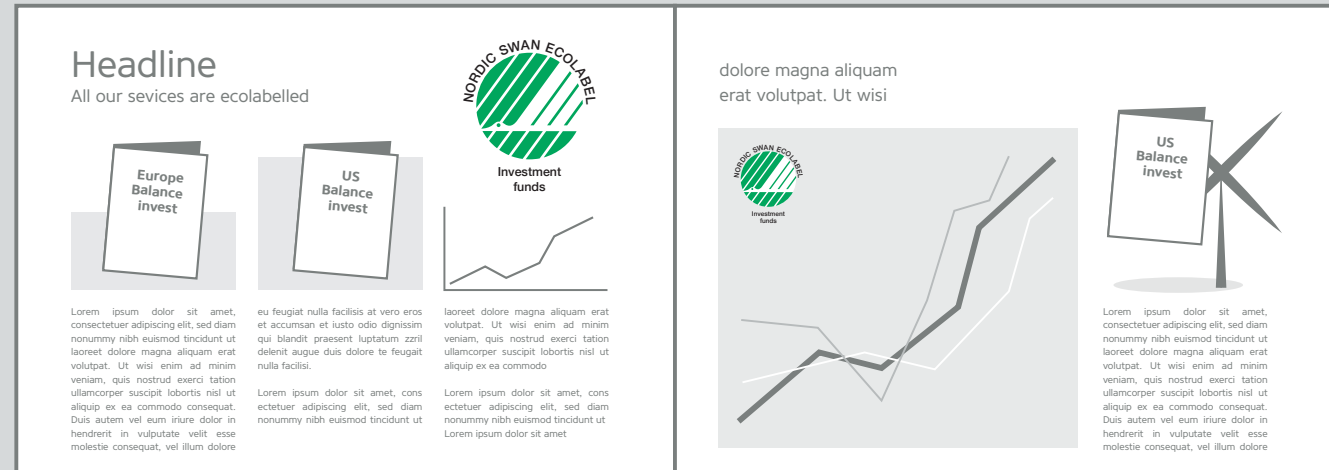 Headline
All our sevices are ecolabelled
NORDIC SWAN ECOLABEL
Investment
funds
Europe
Balance
invest
US
Balance
invest
Lorem ipsum dolor sit amet,
consectetuer adipiscing elit, sed diam
nonummy nibh euismod tincidunt ut
laoreet dolore magna aliquam erat
volutpat. Ut wisi enim ad minim
veniam, quis nostrud exerci tation
ullamcorper suscipit lobortis nisl ut
aliquip ex ea commodo consequat.
Duis autem vel eum iriure dolor in
hendrerit in vulputate velit esse
molestie consequat, vel illum dolore
eu feugiat nulla facilisis at vero eros
et accumsan et iusto odio dignissim
qui blandit praesent luptatum zzril
delenit augue duis dolore te feugait
nulla facilisi.
Lorem ipsum dolor sit amet, cons
ectetuer adipiscing elit, sed diam
nonummy nibh euismod tincidunt ut
laoreet dolore magna aliquam erat
volutpat. Ut wisi enim ad minim
veniam, quis nostrud exerci tation
ullamcorper suscipit lobortis nisl ut
aliquip ex ea commodo
Lorem ipsum dolor sit amet, cons
ectetuer adipiscing elit, sed diam
nonummy nibh euismod tincidunt ut
Lorem ipsum dolor sit amet
dolore magna aliquam
erat volutpat. Ut wisi
NORDIC SWAN ECOLABEL
Investment
funds
US
Balance
invest
Lorem ipsum dolor sit amet,
consectetuer adipiscing elit, sed diam
nonummy nibh euismod tincidunt ut
laoreet dolore magna aliquam erat
volutpat. Ut wisi enim ad minim
veniam, quis nostrud exerci tation
ullamcorper suscipit lobortis nisl ut
aliquip ex ea commodo consequat.
Duis autem vel eum iriure dolor in
hendrerit in vulputate velit esse
molestie consequat, vel illum dolore